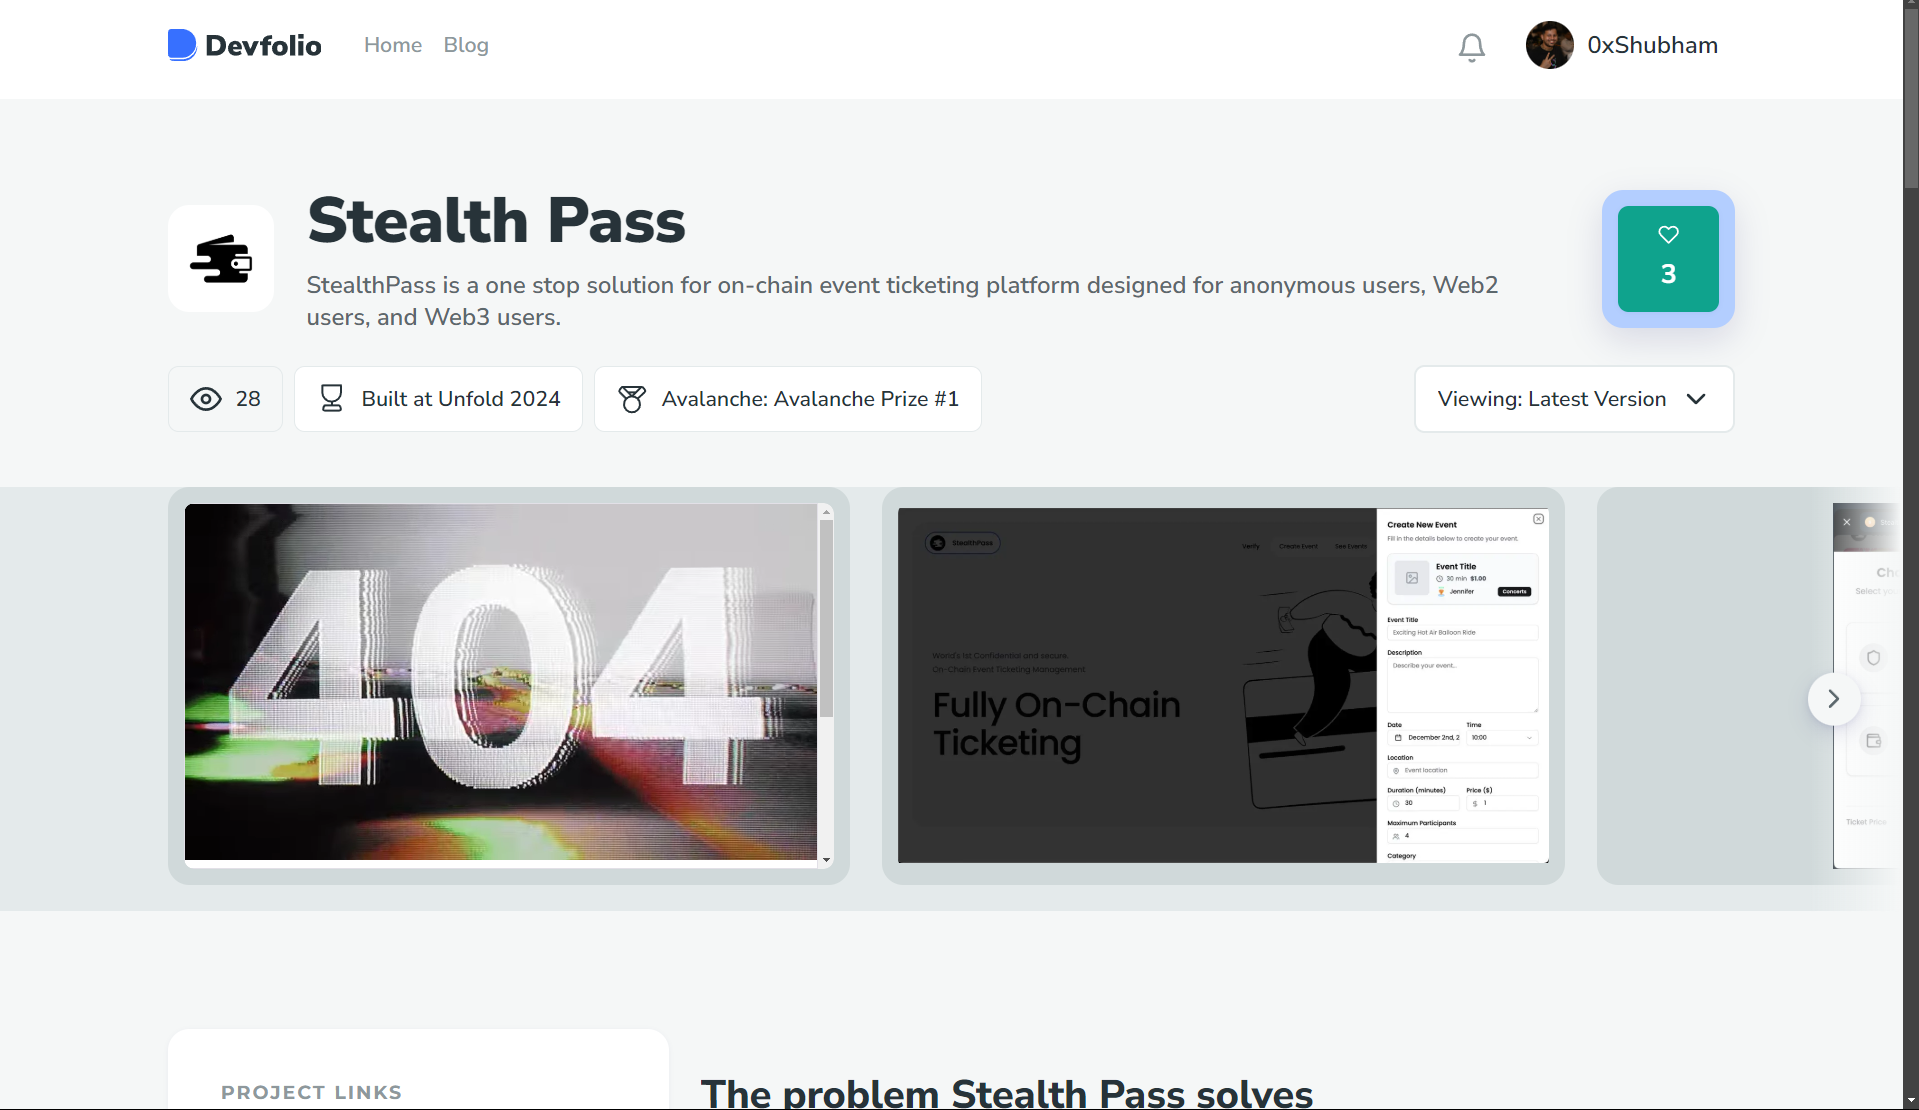 Devfolio
Home
Blog
0xShubham
Stealth Pass
StealthPass is a one stop solution for on-chain event ticketing platform designed for anonymous users, Web2
users, and Web3 users.
3
28
Built at Unfold 2024
Avalanche: Avalanche Prize #1
Viewing: Latest Version
404
StealthPass
Verify
Create Event
See Events
World's 1st Confidential and secure
On-Chain Event Ticketing Management
Fully On-Chain
Ticketing
Create New Event
Fill in the details below to create your event.
Event Title
30 min $1.00
Jennifer
Concerts
Event Title
Exciting Hot Air Balloon Ride
Description
Describe your event...
Date
Time
December 2nd, 2
10:00
Location
Event location
Duration (minutes)
Price ($)
30
$ 1
Maximum Participants
4
Category
Select
Ticket Price
PROJECT LINKS
The problem Stealth Pass solves